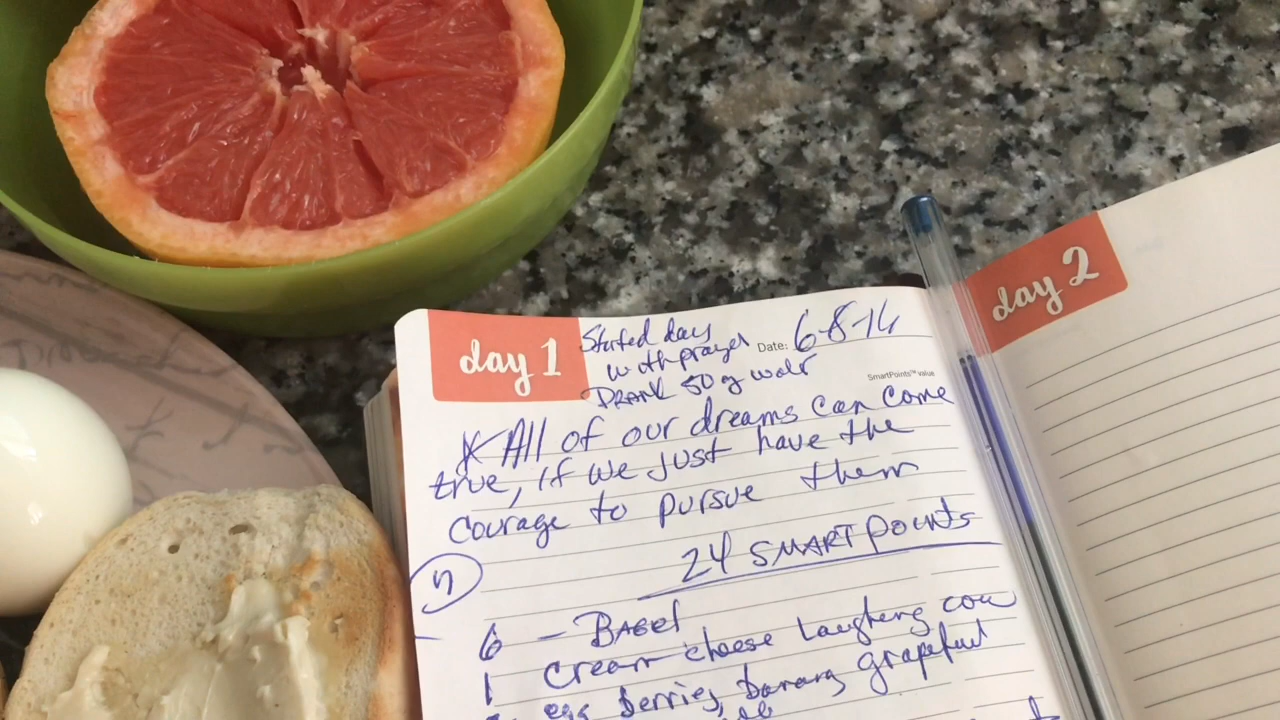 day 1
Started day
with prayer
Date: 6-8-16
DRANK 50 g watr
SmartPoints™ value
* All of our dreams can come
true, if we just have the
courage to pursue them
24 SMART POINTS
6 - BAGEL
1 cream cheese laughing cow
egg berries banana grapefruit
day 2